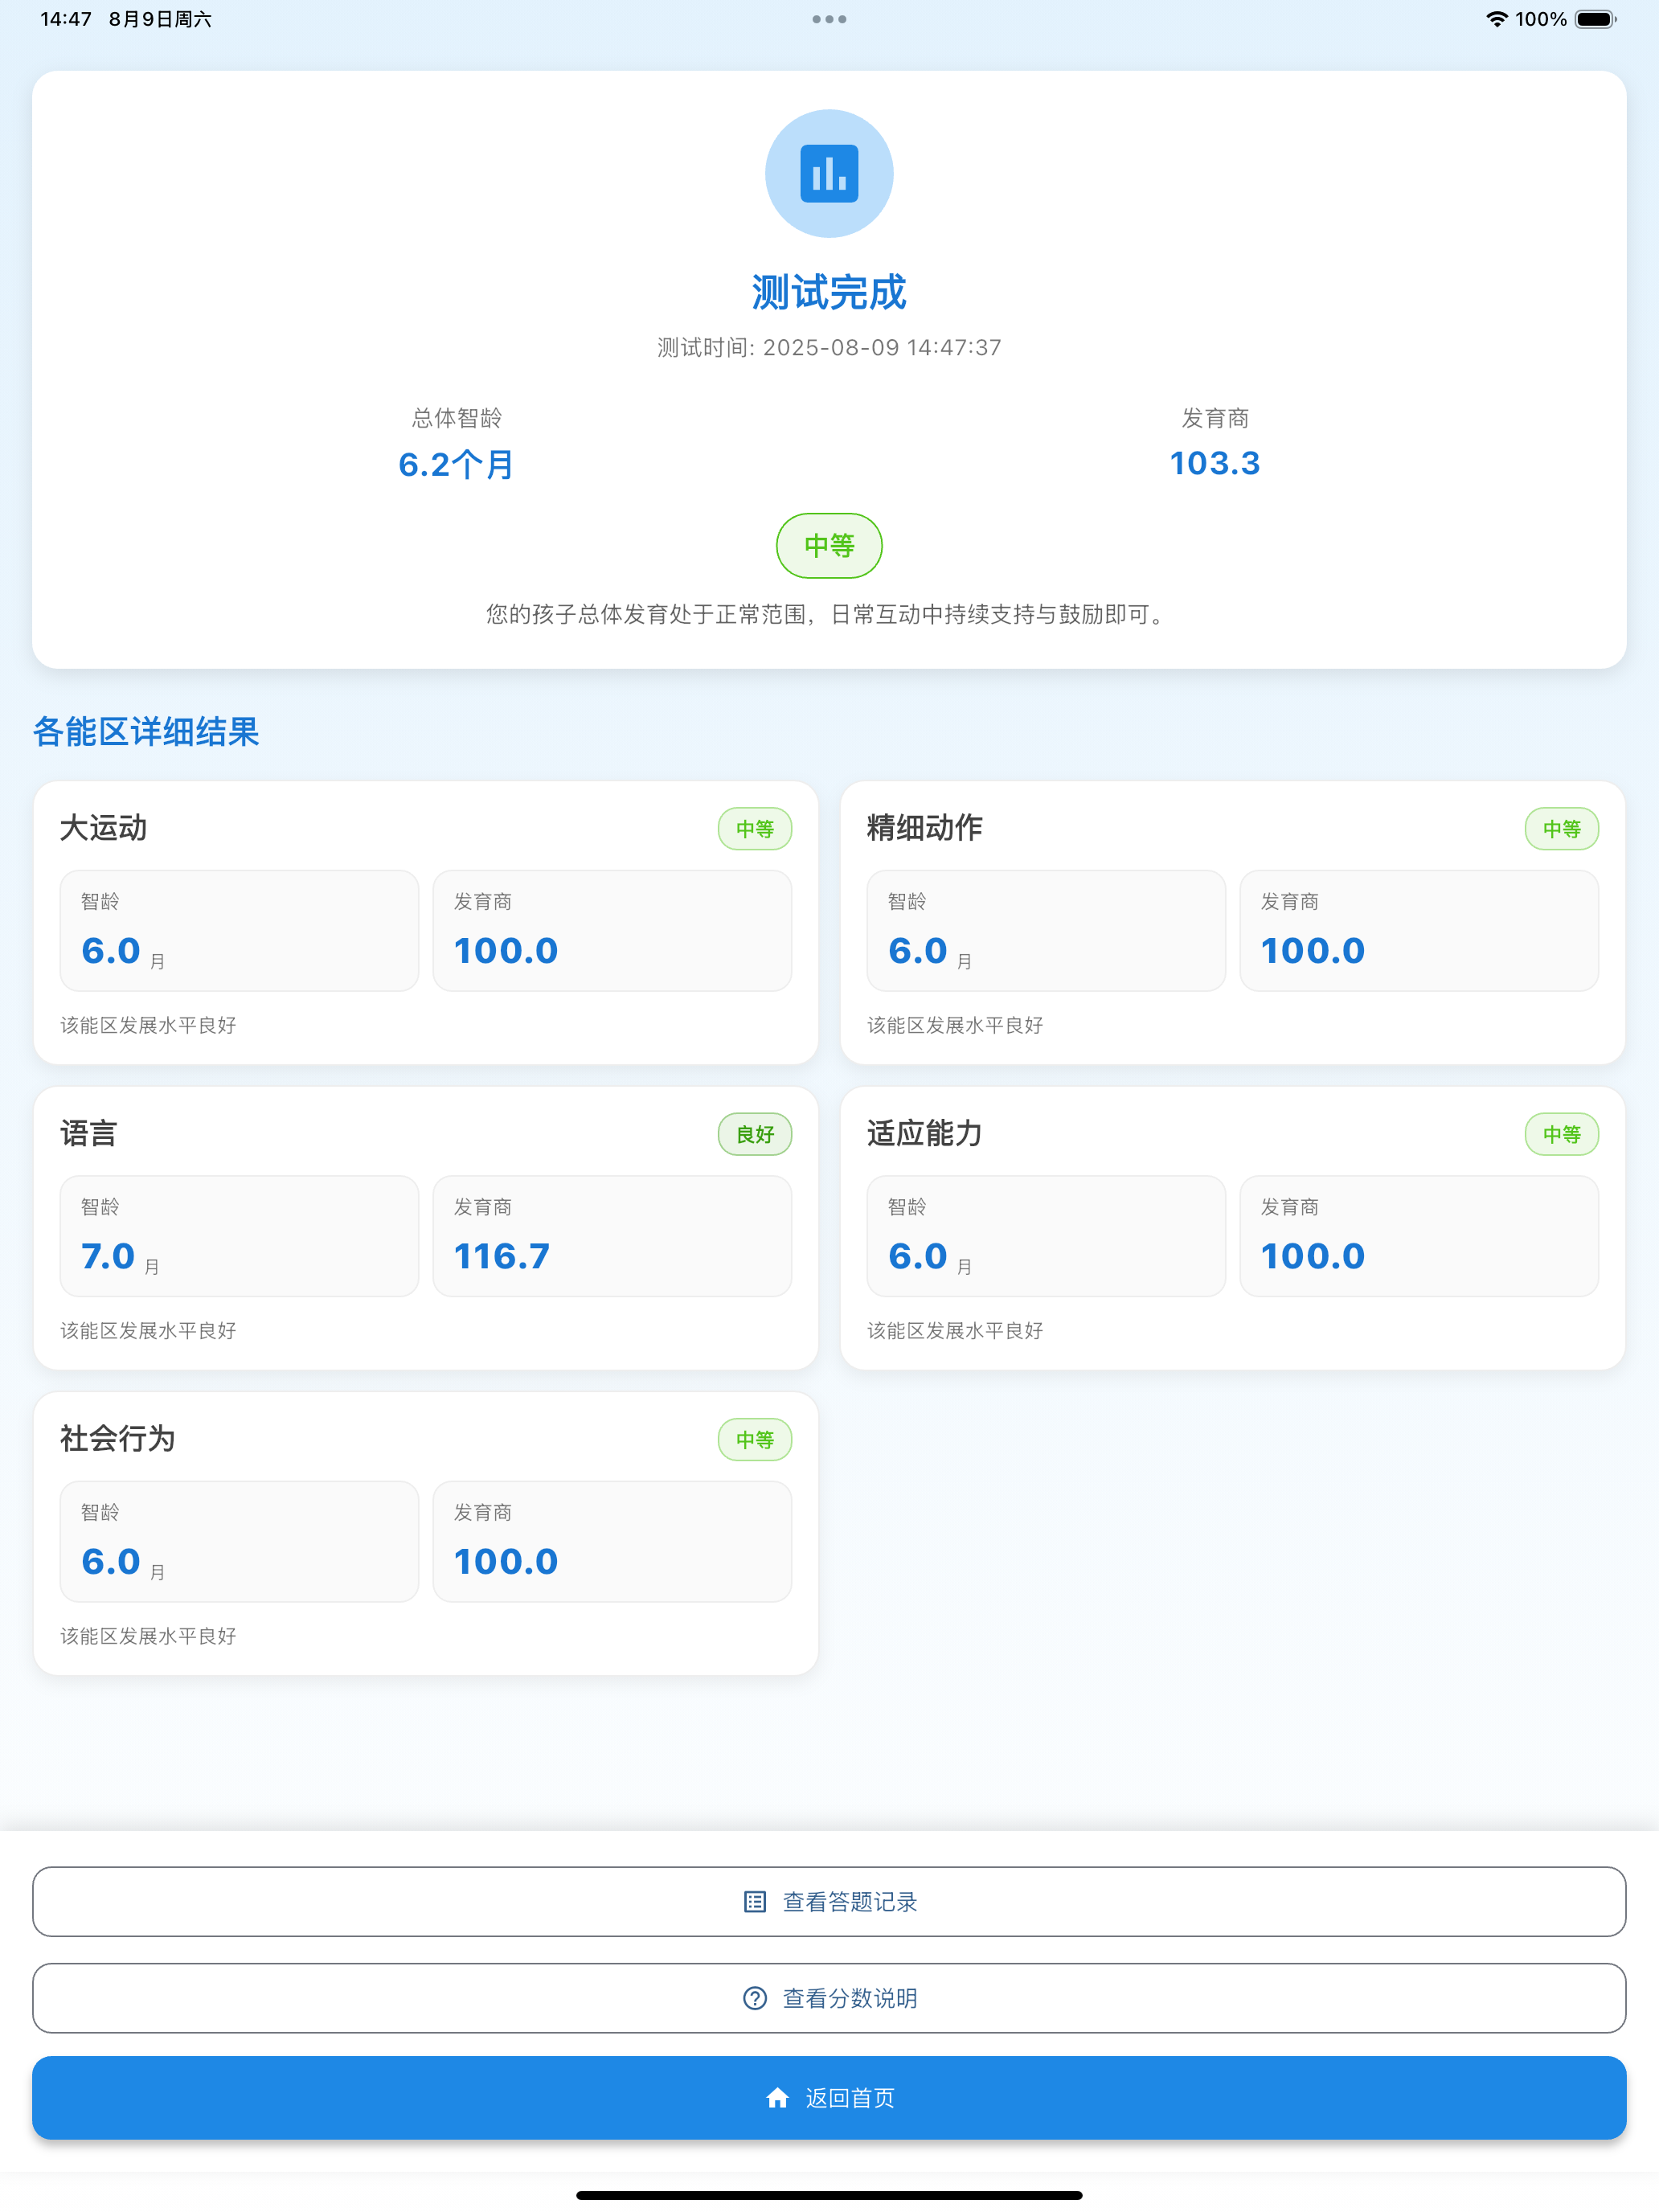 14:47 8月9日周六
100%
测试完成
测试时间: 2025-08-09 14:47:37
总体智龄 发育商
6.2个月 103.3
中等
您的孩子总体发育处于正常范围，日常互动中持续支持与鼓励即可。
各能区详细结果
大运动 中等
智龄 发育商
6.0 月 100.0
该能区发展水平良好
精细动作 中等
智龄 发育商
6.0 月 100.0
该能区发展水平良好
语言 良好
智龄 发育商
7.0 月 116.7
该能区发展水平良好
适应能力 中等
智龄 发育商
6.0 月 100.0
该能区发展水平良好
社会行为 中等
智龄 发育商
6.0 月 100.0
该能区发展水平良好
查看答题记录
查看分数说明
返回首页